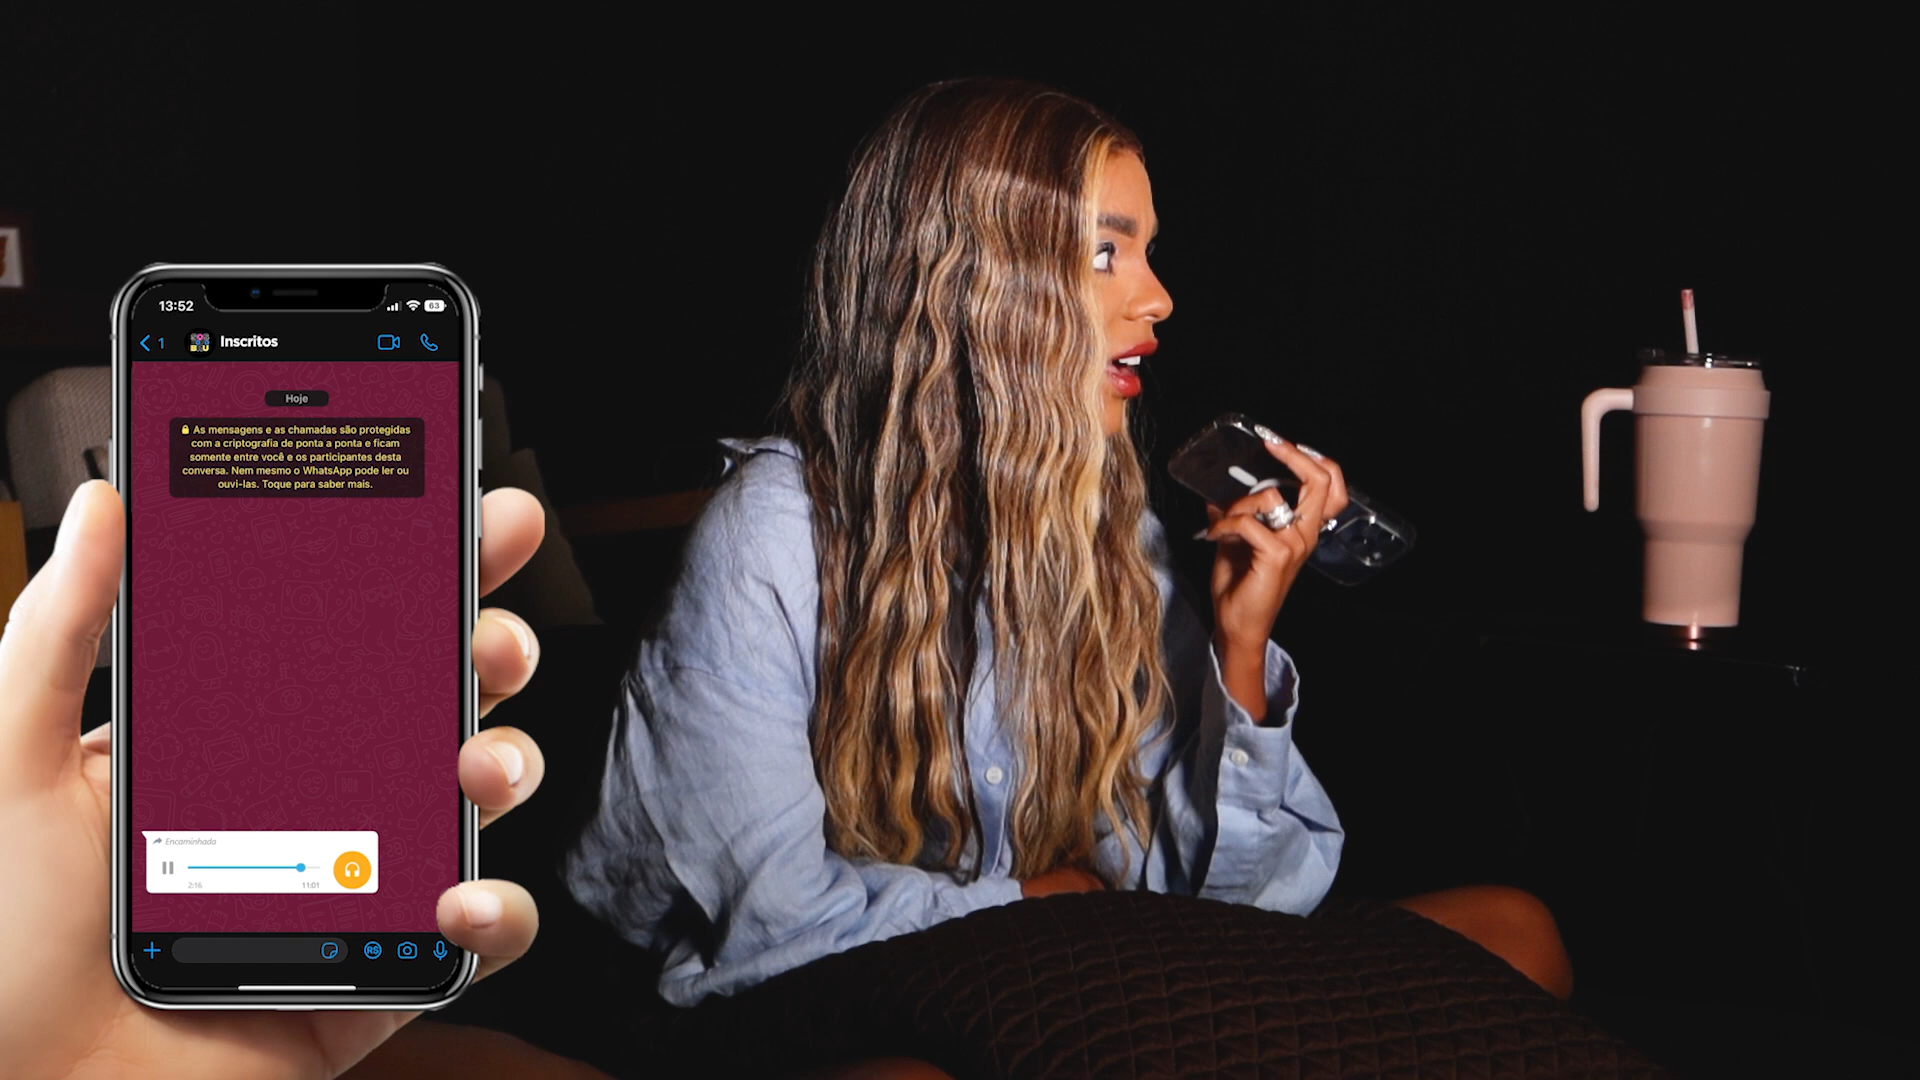 13:52
63
1
Inscritos
Hoje
As mensagens e as chamadas são protegidas
com a criptografia de ponta a ponta e ficam
somente entre você e os participantes desta
conversa. Nem mesmo o WhatsApp pode ler ou
ouvi-las. Toque para saber mais.
Encaminhada
2:16
11:01
R$